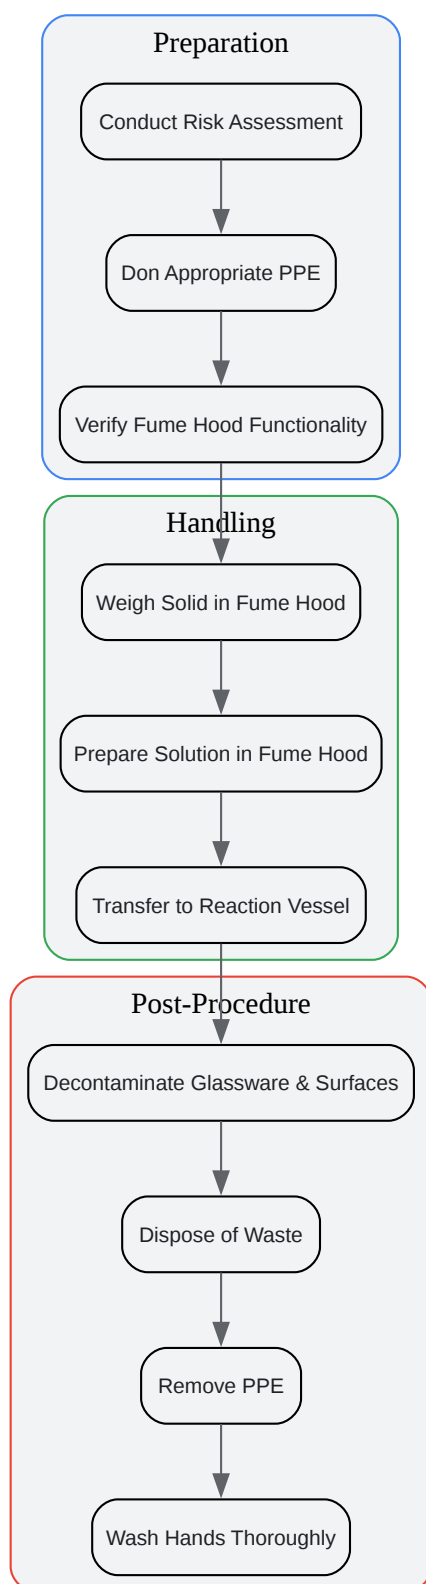 Preparation
Conduct Risk Assessment
Don Appropriate PPE
Verify Fume Hood Functionality
Handling
Weigh Solid in Fume Hood
Prepare Solution in Fume Hood
Transfer to Reaction Vessel
Post-Procedure
Decontaminate Glassware & Surfaces
Dispose of Waste
Remove PPE
Wash Hands Thoroughly